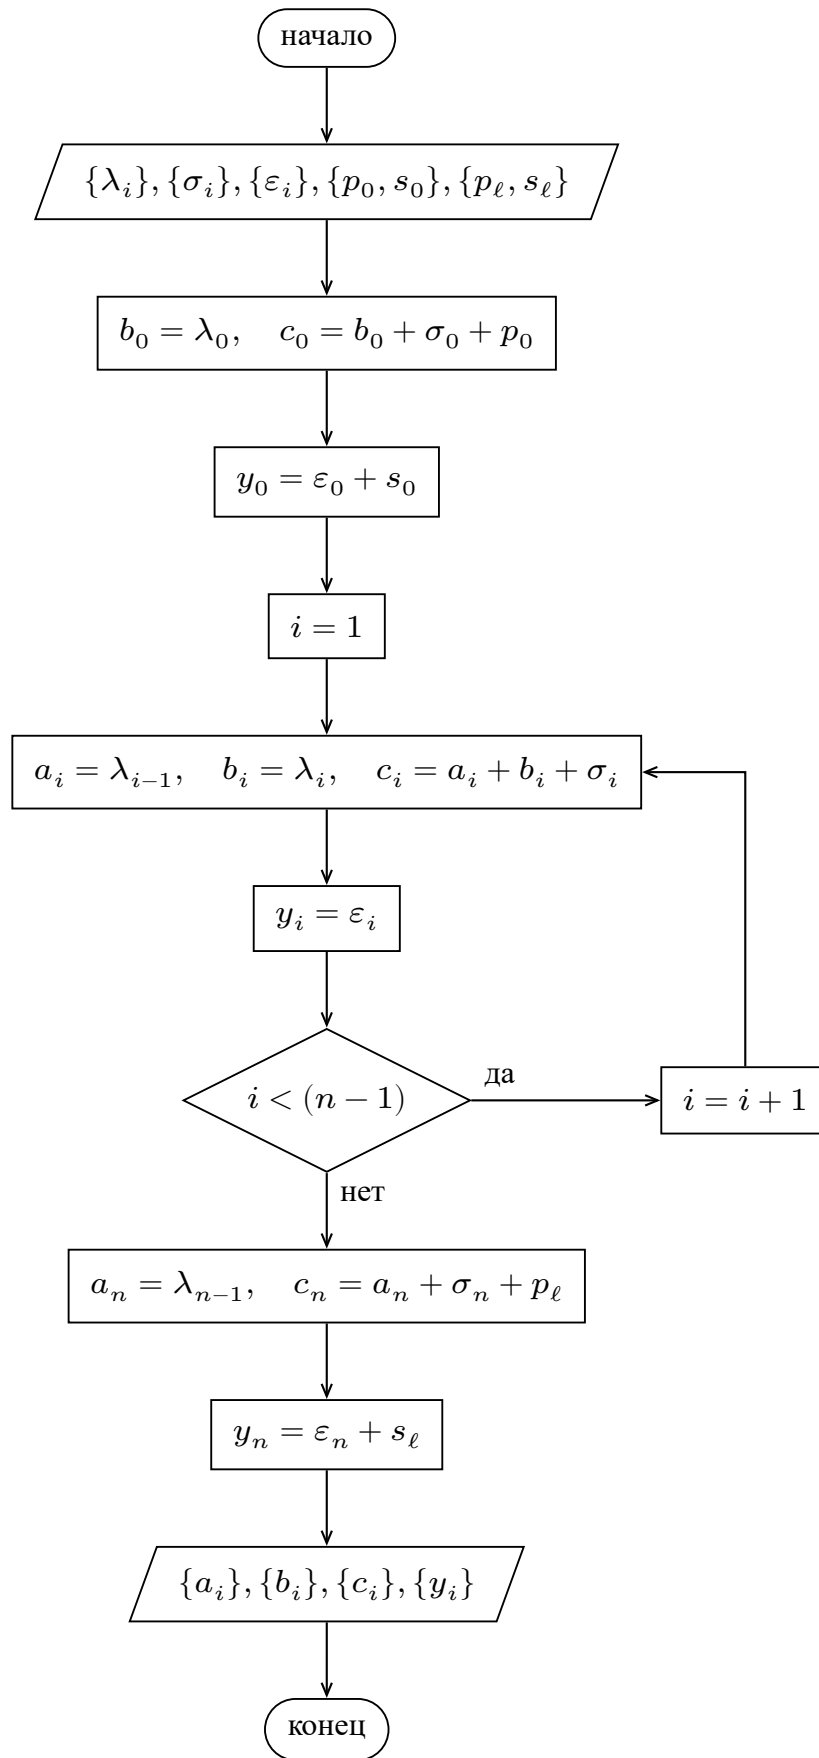 начало
{λ_i}, {σ_i}, {ε_i}, {p_0, s_0}, {p_ℓ, s_ℓ}
b_0 = λ_0, c_0 = b_0 + σ_0 + p_0
y_0 = ε_0 + s_0
i = 1
a_i = λ_{i−1}, b_i = λ_i, c_i = a_i + b_i + σ_i
y_i = ε_i
i < (n − 1)
да
i = i + 1
нет
a_n = λ_{n−1}, c_n = a_n + σ_n + p_ℓ
y_n = ε_n + s_ℓ
{a_i}, {b_i}, {c_i}, {y_i}
конец